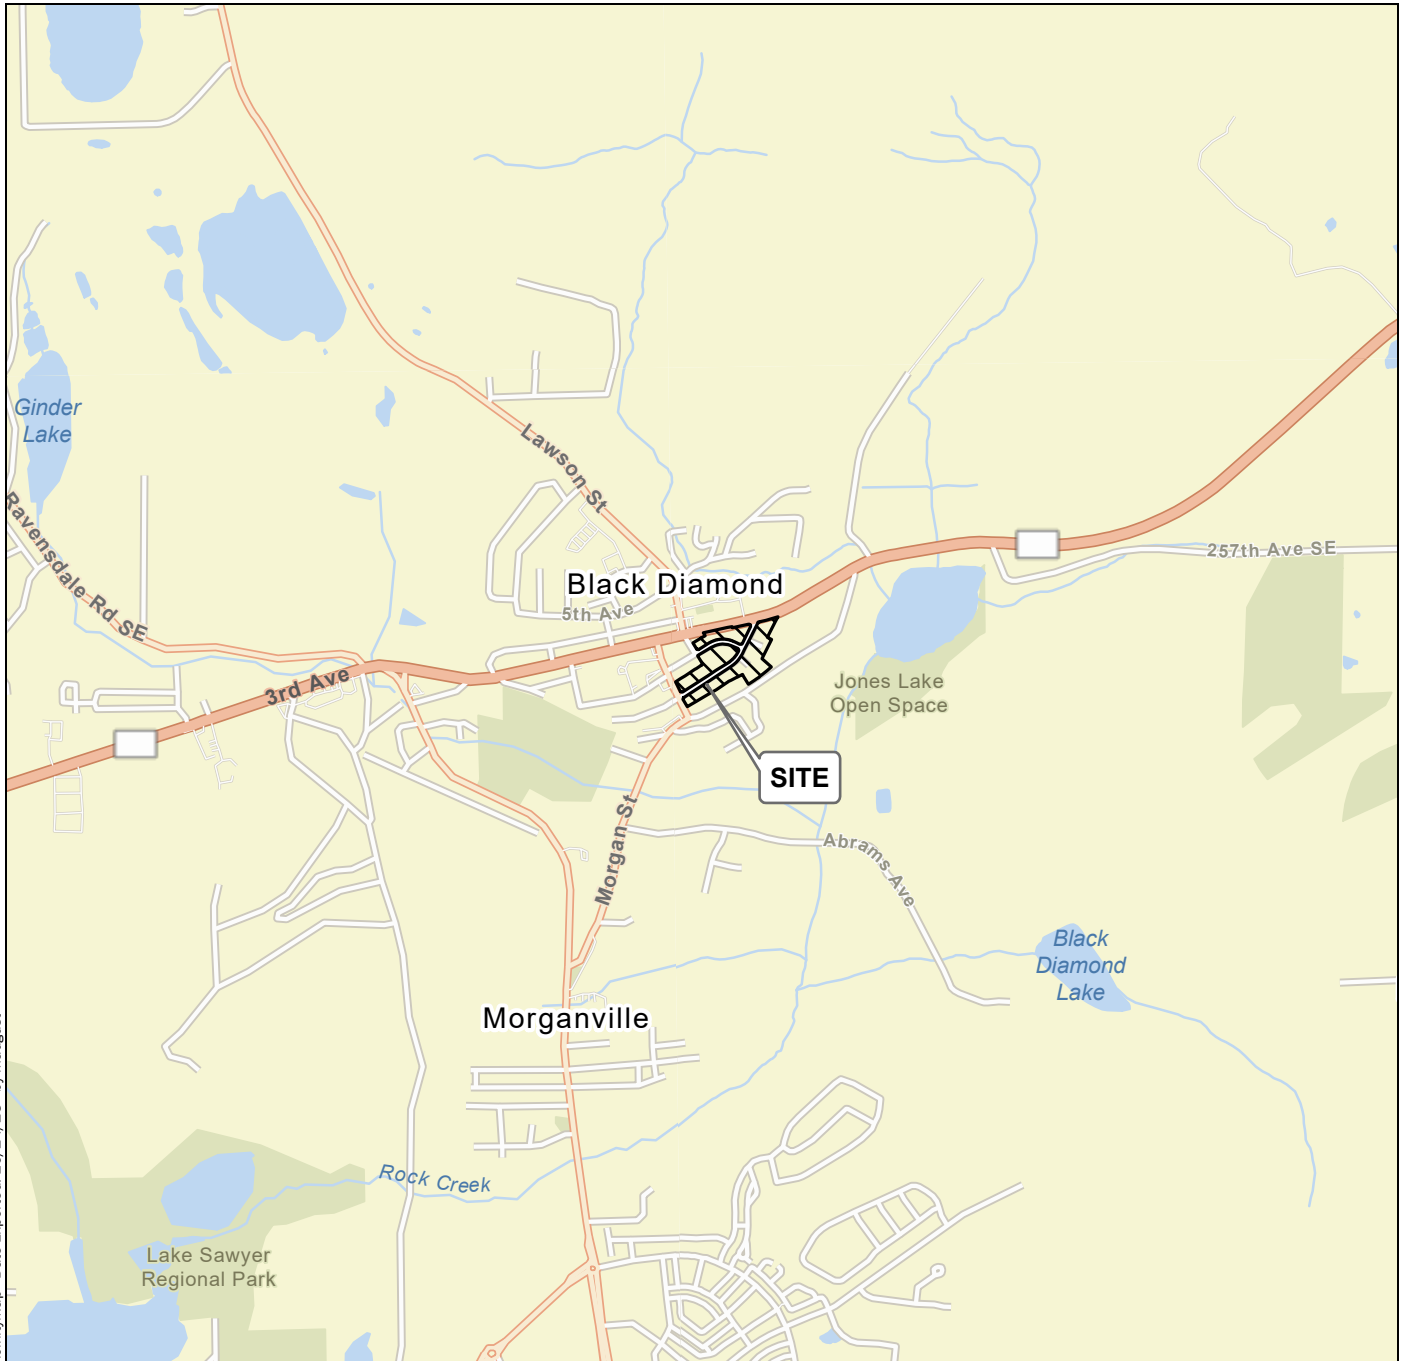 Ginder
Lake
Lawson St
Ravensdale Rd SE
257th Ave SE
Black Diamond
5th Ave
3rd Ave
Jones Lake
Open Space
SITE
Morgan St
Abrams Ave
Black
Diamond
Lake
Morganville
Rock Creek
Lake Sawyer
Regional Park